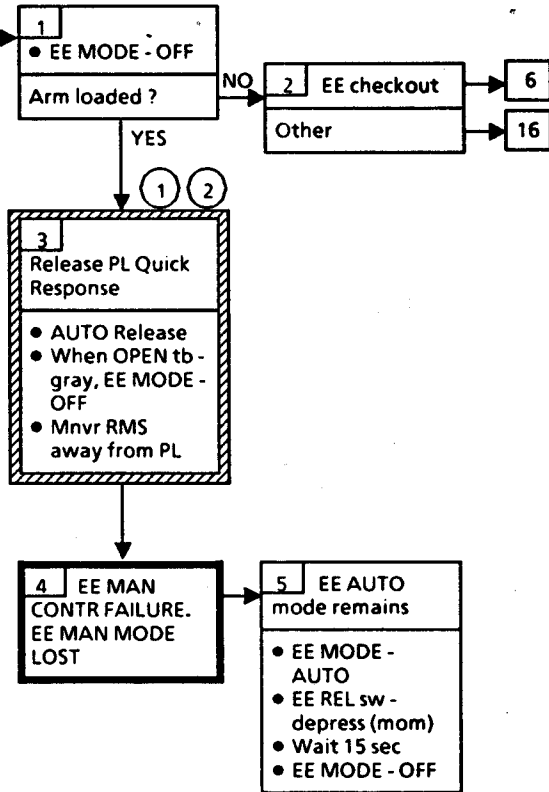 1
● EE MODE - OFF
Arm loaded ?
NO
YES
2 EE checkout
Other
6
16
1 2
3
Release PL Quick
Response
● AUTO Release
● When OPEN tb -
gray, EE MODE -
OFF
● Mnvr RMS
away from PL
4 EE MAN
CONTR FAILURE.
EE MAN MODE
LOST
5 EE AUTO
mode remains
● EE MODE -
AUTO
● EE REL sw -
depress (mom)
● Wait 15 sec
● EE MODE - OFF